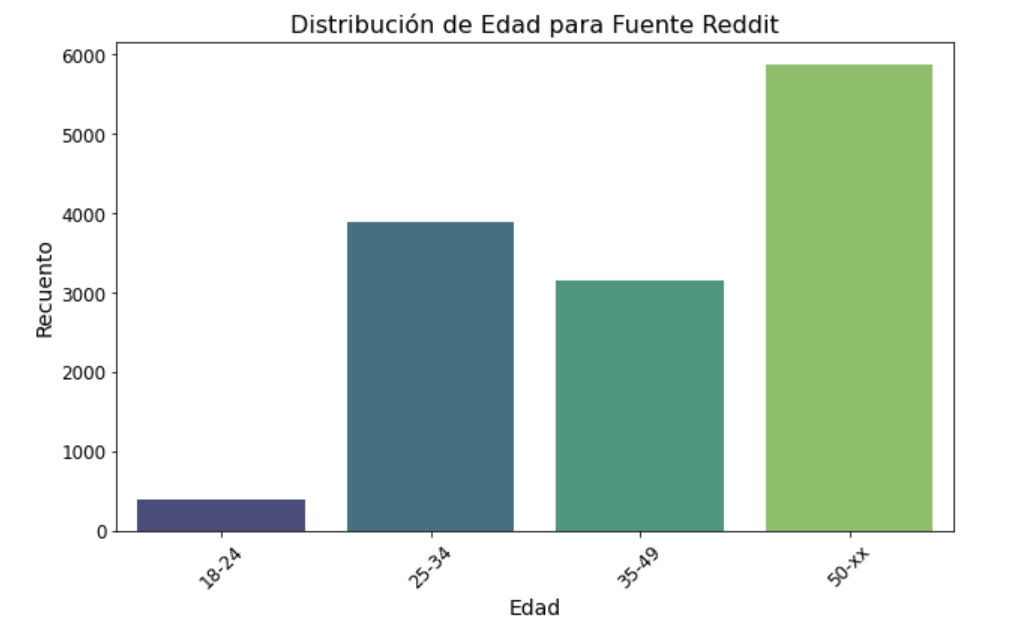 Distribución de Edad para Fuente Reddit
6000
5000
4000
3000
2000
1000
0
Recuento
18-24
25-34
35-49
50-xx
Edad